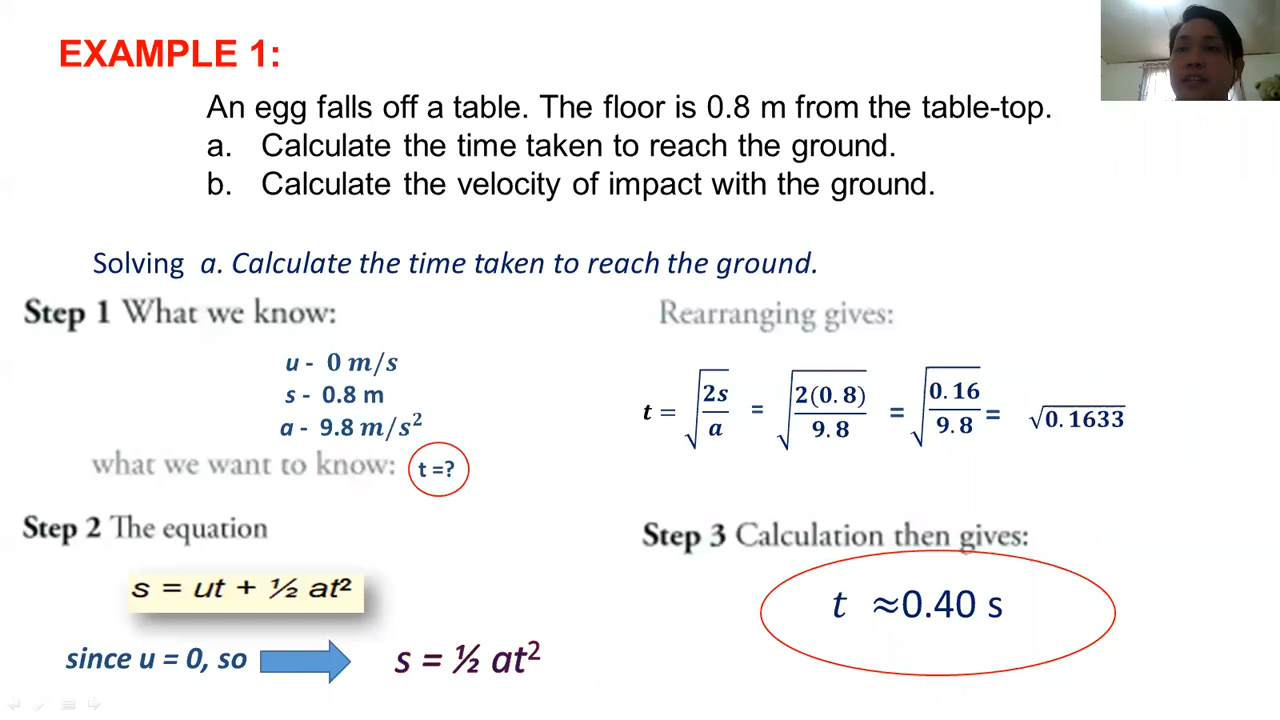 EXAMPLE 1:
An egg falls off a table. The floor is 0.8 m from the table-top.
a. Calculate the time taken to reach the ground.
b. Calculate the velocity of impact with the ground.
Solving a. Calculate the time taken to reach the ground.
Step 1 What we know:
u - 0 m/s
s - 0.8 m
a - 9.8 m/s²
what we want to know: t =?
Step 2 The equation
s = ut + ½ at²
since u = 0, so s = ½ at²
Rearranging gives:
t = √(2s/a) = √(2(0.8)/9.8) = √(0.16/9.8) = √0.1633
Step 3 Calculation then gives:
t ≈0.40 s